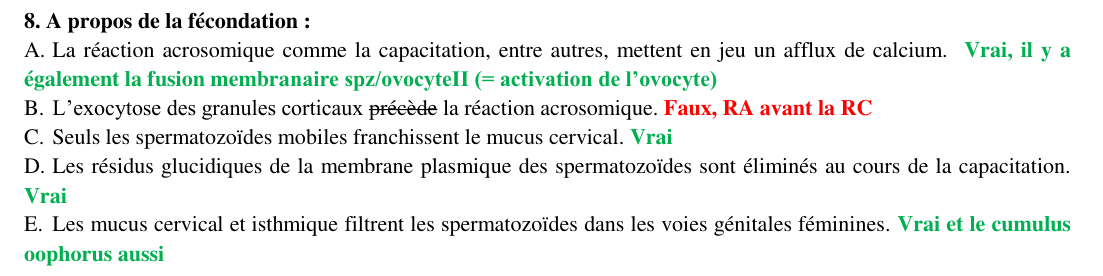 8. A propos de la fécondation :
A. La réaction acrosomique comme la capacitation, entre autres, mettent en jeu un afflux de calcium. Vrai, il y a
également la fusion membranaire spz/ovocyteII (= activation de l'ovocyte)
B. L'exocytose des granules corticaux précède la réaction acrosomique. Faux, RA avant la RC
C. Seuls les spermatozoïdes mobiles franchissent le mucus cervical. Vrai
D. Les résidus glucidiques de la membrane plasmique des spermatozoïdes sont éliminés au cours de la capacitation.
Vrai
E. Les mucus cervical et isthmique filtrent les spermatozoïdes dans les voies génitales féminines. Vrai et le cumulus
oophorus aussi